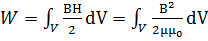 W = ∫_V BH/2 dV = ∫_V B²/2μμ₀ dV